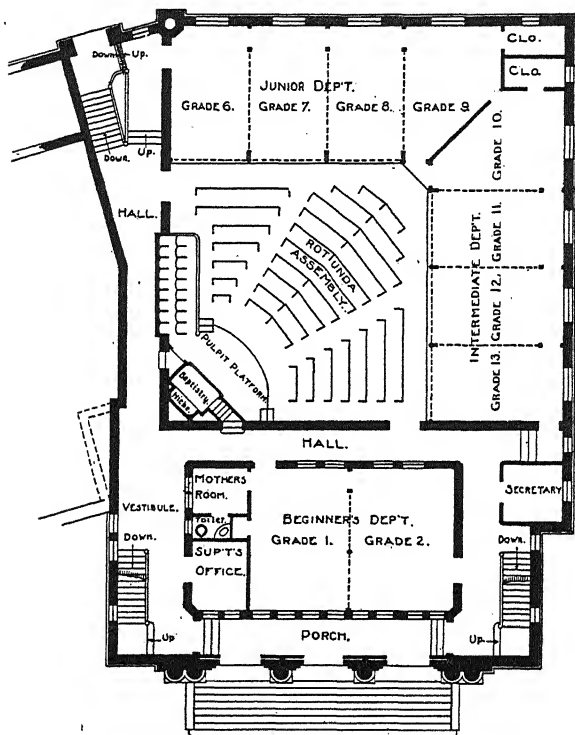 CLO.
Down. Up.
JUNIOR DEP'T.
CLO.
GRADE 6. GRADE 7. GRADE 8. GRADE 9.
GRADE 10.
DOWN. UP.
HALL.
ROTUNDA
ASSEMBLY.
INTERMEDIATE DEP'T.
GRADE 11.
GRADE 12.
GRADE 13.
PULPIT PLATFORM.
Baptistry.
Niche.
HALL.
MOTHERS
ROOM.
SECRETARY
VESTIBULE.
TOILET.
BEGINNER'S DEP'T.
GRADE 1. GRADE 2.
DOWN.
DOWN.
SUP'T'S
OFFICE.
PORCH.
UP
UP.